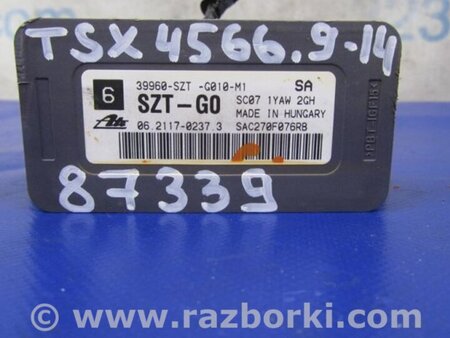 TSX 4566.9-14
6
39960-SZT -G010-M1 SA
SZT-G0
SC07 1YAW 2GH
MADE IN HUNGARY
Ate
06.2117-0237.3
SAC270F076RB
87339
www.razborki.com